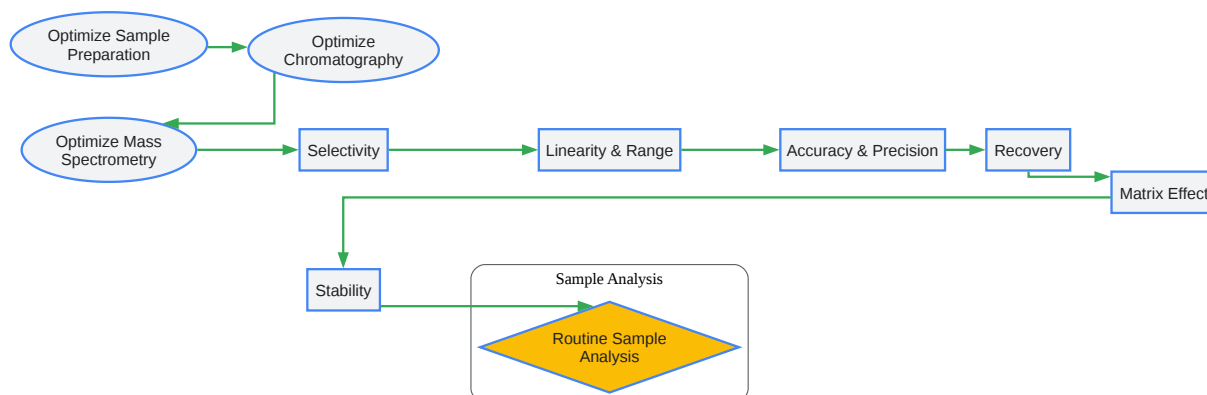 Optimize Sample
Preparation
Optimize
Chromatography
Optimize Mass
Spectrometry
Selectivity
Linearity & Range
Accuracy & Precision
Recovery
Matrix Effect
Stability
Sample Analysis
Routine Sample
Analysis